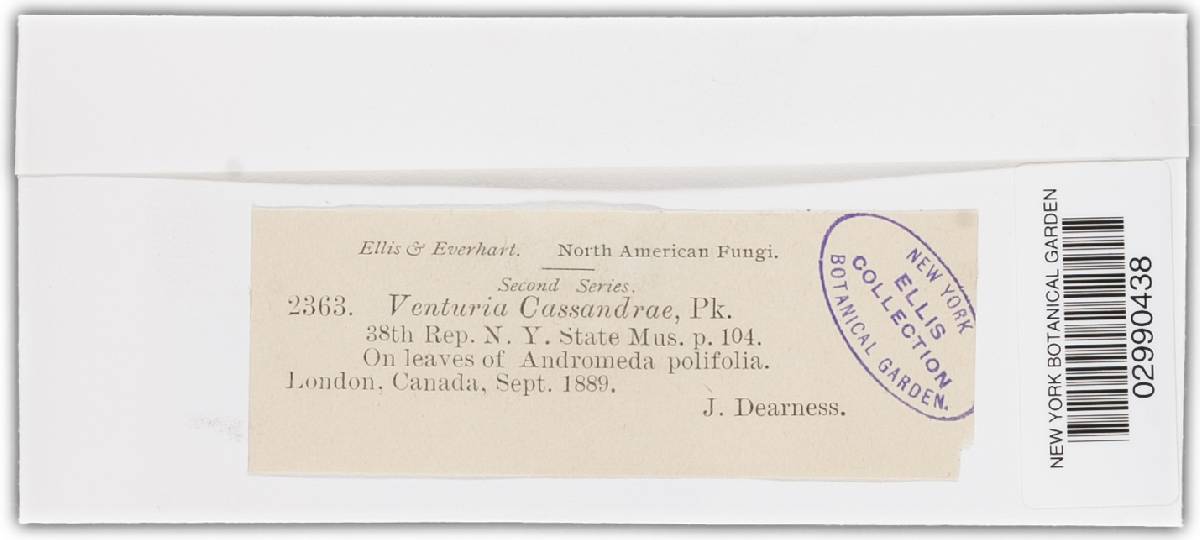 Ellis & Everhart. North American Fungi.
Second Series.
2363. Venturia Cassandrae, Pk.
38th Rep. N. Y. State Mus. p. 104.
On leaves of Andromeda polifolia.
London, Canada, Sept. 1889.
J. Dearness.
NEW YORK
ELLIS
COLLECTION
BOTANICAL GARDEN.
NEW YORK BOTANICAL GARDEN
02990438